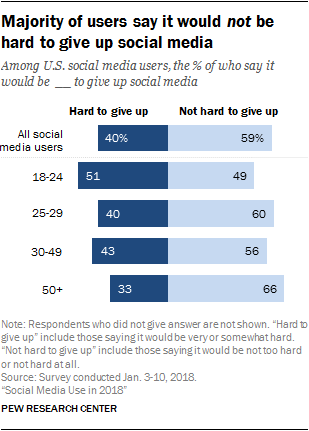 Majority of users say it would not be
hard to give up social media
Among U.S. social media users, the % of who say it
would be __ to give up social media
Hard to give up Not hard to give up
All social
media users 40% 59%
18-24 51 49
25-29 40 60
30-49 43 56
50+ 33 66
Note: Respondents who did not give answer are not shown. “Hard to
give up” include those saying it would be very or somewhat hard.
“Not hard to give up” include those saying it would be not too hard
or not hard at all.
Source: Survey conducted Jan. 3-10, 2018.
“Social Media Use in 2018”
PEW RESEARCH CENTER